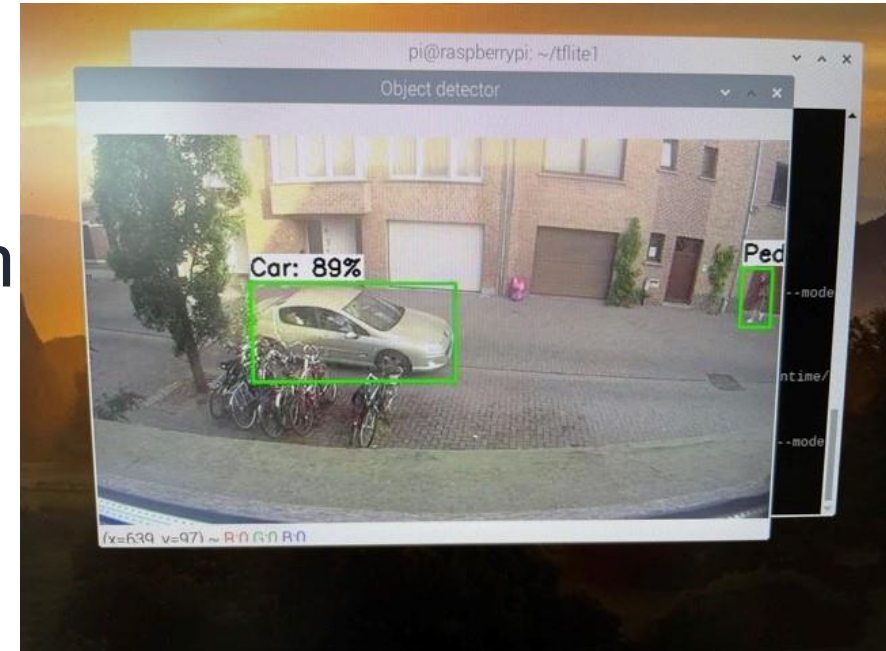 pi@raspberrypi: ~/tflite1
Object detector
Car: 89%
Ped
--mode
ntime/
--mode
(x=639, y=97) ~ R:0 G:0 B:0
n